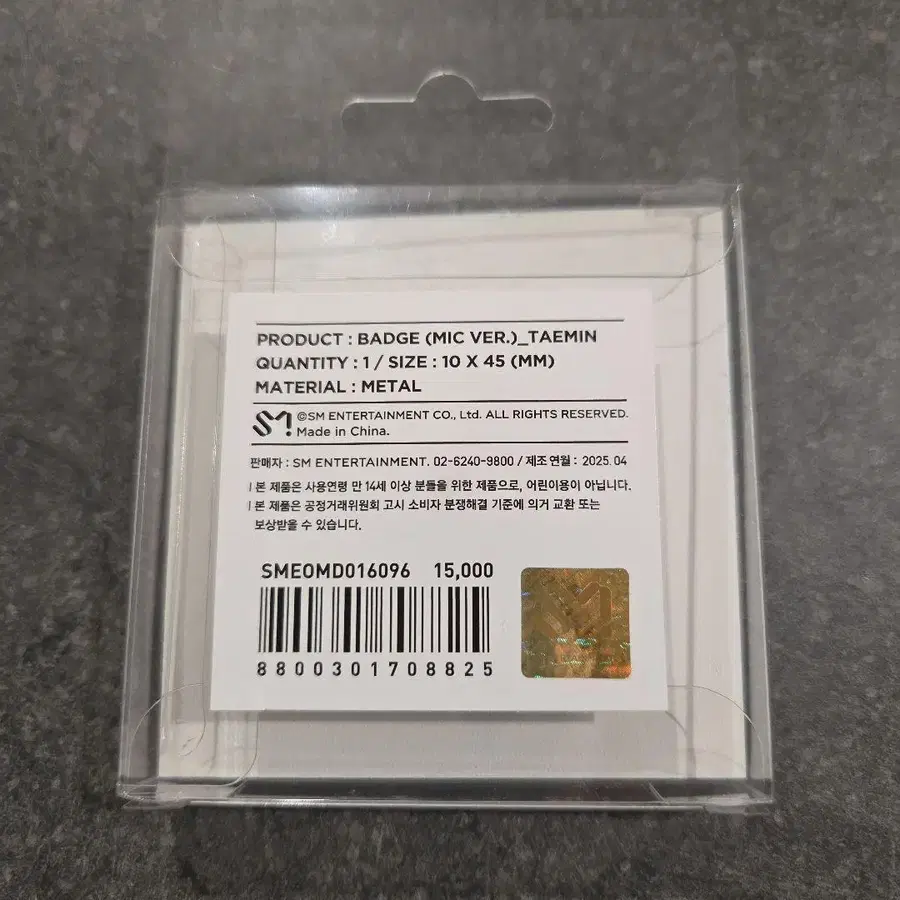 PRODUCT : BADGE (MIC VER.)_TAEMIN
QUANTITY : 1 / SIZE : 10 X 45 (MM)
MATERIAL : METAL
SM ©SM ENTERTAINMENT CO., Ltd. ALL RIGHTS RESERVED.
Made in China.
판매자 : SM ENTERTAINMENT. 02-6240-9800 / 제조연월 : 2025.04
ㅣ본 제품은 사용연령 만 14세 이상 분들을 위한 제품으로, 어린이용이 아닙니다.
ㅣ본 제품은 공정거래위원회 고시 소비자 분쟁해결 기준에 의거 교환 또는
보상받을 수 있습니다.
SMEOMD016096 15,000
8800301708825